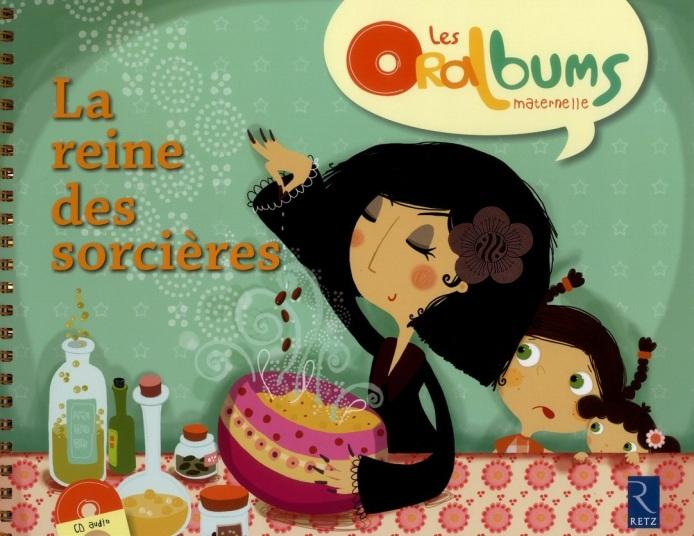 Les
Oralbums
maternelle
La
reine
des
sorcières
CD audio
R
RETZ